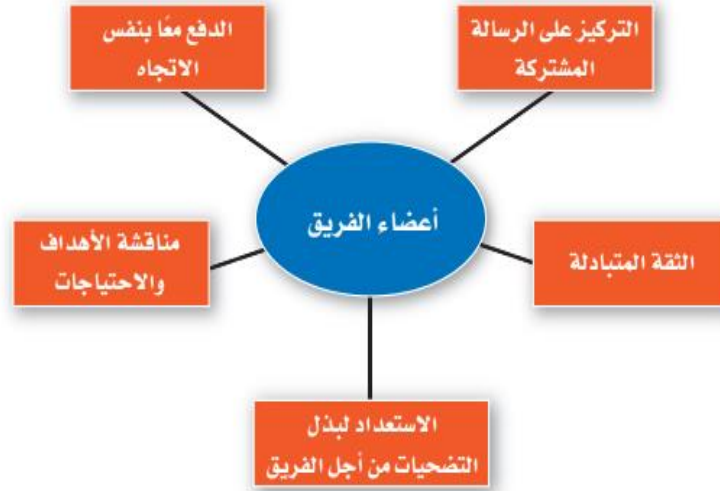 التركيز على الرسالة
المشتركة
الدفع معًا بنفس
الاتجاه
أعضاء الفريق
الثقة المتبادلة
مناقشة الأهداف
والاحتياجات
الاستعداد لبذل
التضحيات من أجل الفريق